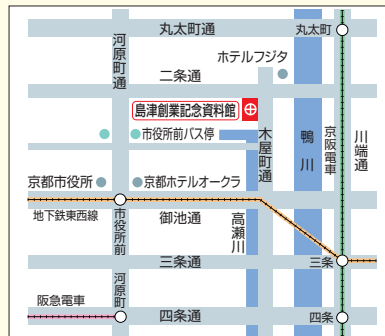 丸太町通
丸太町
河原町通
ホテルフジタ
二条通
島津創業記念資料館
市役所前バス停
木屋町通
鴨川
京阪電車
川端通
京都市役所
京都ホテルオークラ
地下鉄東西線
市役所前
御池通
高瀬川
三条通
三条
河原町
阪急電車
四条通
四条